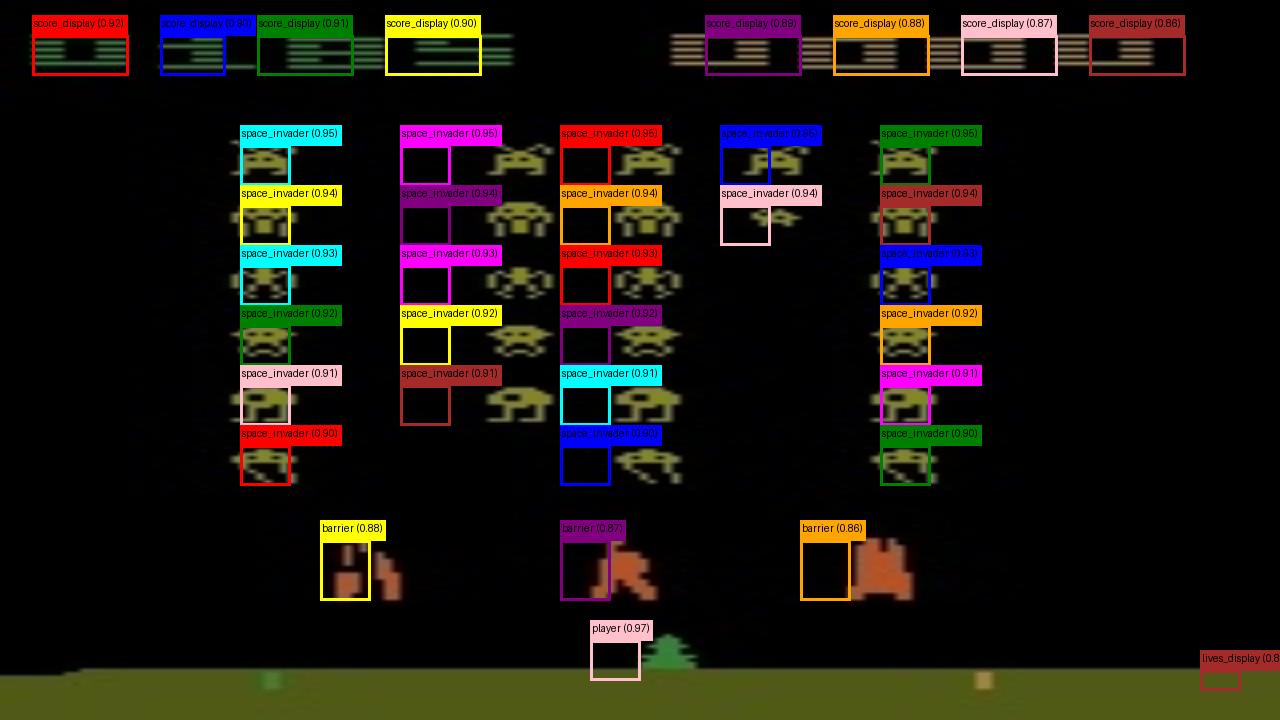 score_display (0.92) score_display (0.90) score_display (0.91) score_display (0.90) score_display (0.89) score_display (0.88) score_display (0.87) score_display (0.86)
space_invader (0.95) space_invader (0.95) space_invader (0.95) space_invader (0.95) space_invader (0.95)
space_invader (0.94) space_invader (0.94) space_invader (0.94) space_invader (0.94) space_invader (0.94)
space_invader (0.93) space_invader (0.93) space_invader (0.93) space_invader (0.93)
space_invader (0.92) space_invader (0.92) space_invader (0.92) space_invader (0.92)
space_invader (0.91) space_invader (0.91) space_invader (0.91) space_invader (0.91)
space_invader (0.90) space_invader (0.90) space_invader (0.90)
barrier (0.88) barrier (0.87) barrier (0.86)
player (0.97)
lives_display (0.8